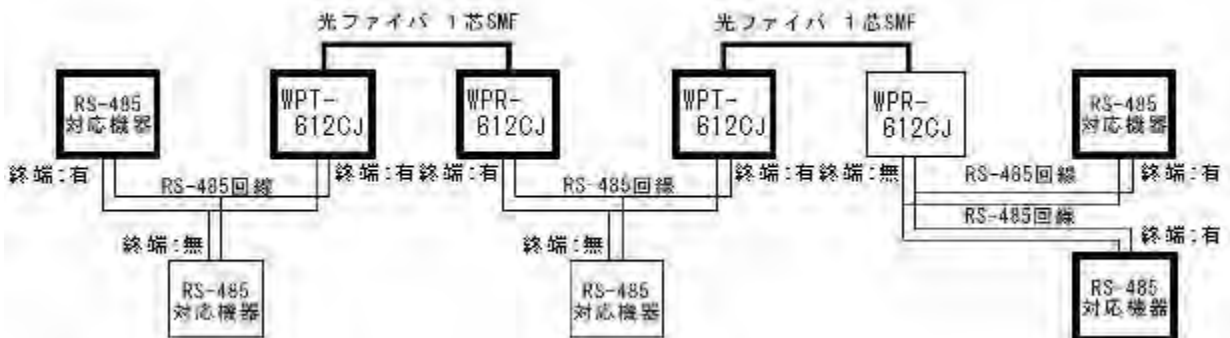 光ファイバ 1芯SMF
光ファイバ 1芯SMF
RS-485
対応機器
WPT-
612CJ
WPR-
612CJ
WPT-
612CJ
WPR-
612CJ
RS-485
対応機器
終端:有
RS-485回線
終端:有
終端:有
RS-485回線
終端:有
終端:無
RS-485回線
終端:有
RS-485回線
終端:無
終端:無
終端:有
RS-485
対応機器
RS-485
対応機器
RS-485
対応機器